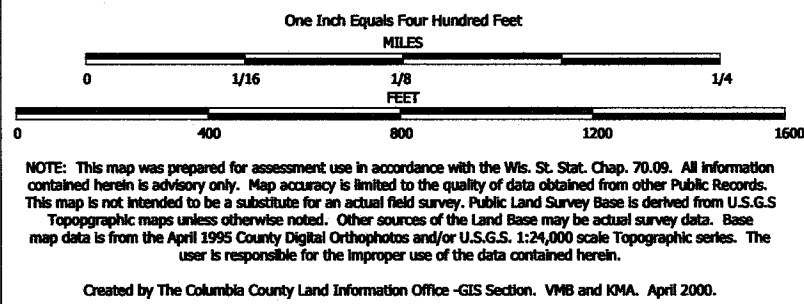 One Inch Equals Four Hundred Feet
MILES
0 1/16 1/8 1/4
FEET
0 400 800 1200 1600
NOTE: This map was prepared for assessment use in accordance with the Wis. St. Stat. Chap. 70.09. All information
contained herein is advisory only. Map accuracy is limited to the quality of data obtained from other Public Records.
This map is not intended to be a substitute for an actual field survey. Public Land Survey Base is derived from U.S.G.S
Topopgraphic maps unless otherwise noted. Other sources of the Land Base may be actual survey data. Base
map data is from the April 1995 County Digital Orthophotos and/or U.S.G.S. 1:24,000 scale Topographic series. The
user is responsible for the improper use of the data contained herein.
Created by The Columbia County Land Information Office -GIS Section. VMB and KMA. April 2000.